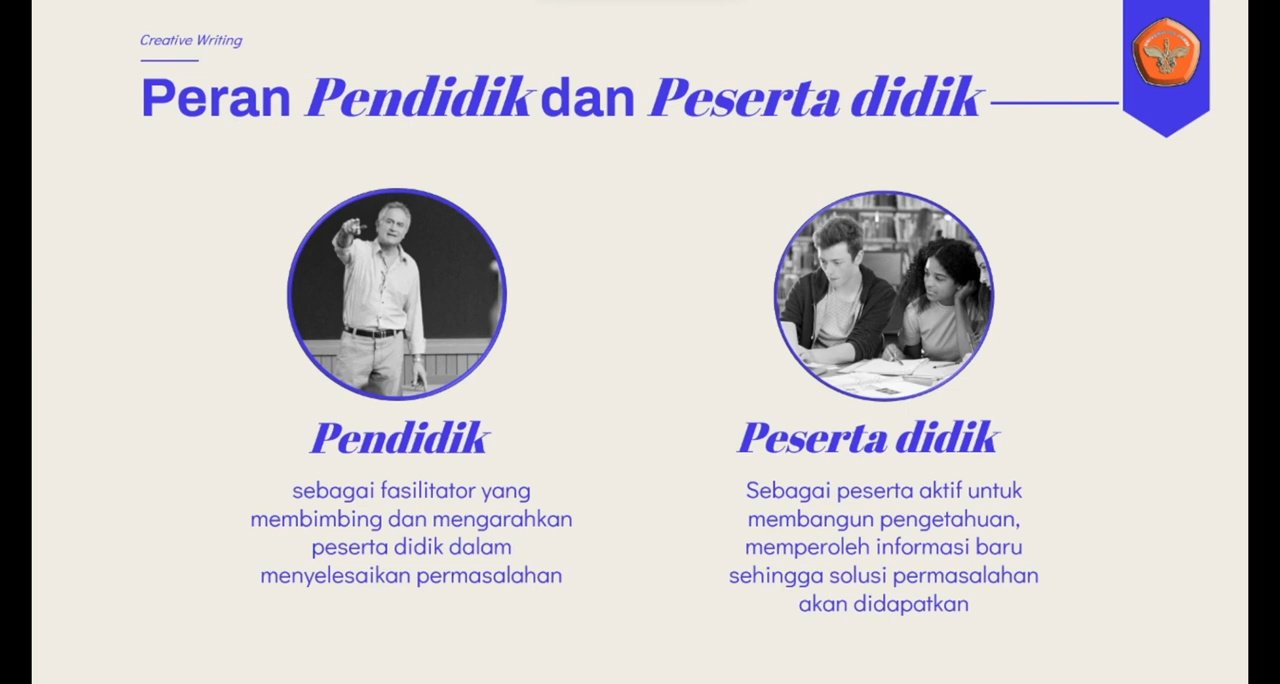 Creative Writing
Peran Pendidik dan Peserta didik
Pendidik
sebagai fasilitator yang
membimbing dan mengarahkan
peserta didik dalam
menyelesaikan permasalahan
Peserta didik
Sebagai peserta aktif untuk
membangun pengetahuan,
memperoleh informasi baru
sehingga solusi permasalahan
akan didapatkan